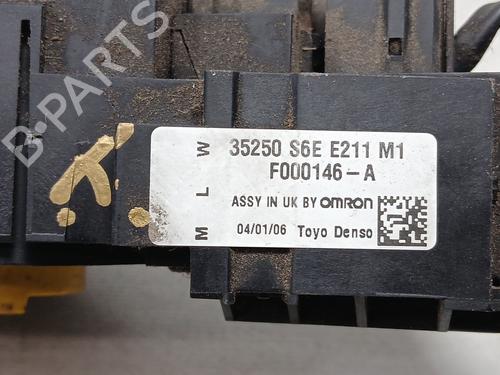 B-PARTS
35250 S6E E211 M1
F000146-A
ASSY IN UK BY OMRON
04/01/06 Toyo Denso
M L W